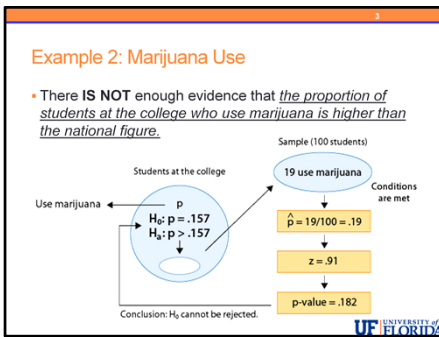 3
Example 2: Marijuana Use
▪ There IS NOT enough evidence that the proportion of
students at the college who use marijuana is higher than
the national figure.
Sample (100 students)
Students at the college
19 use marijuana
Conditions
are met
Use marijuana
p
H₀: p = .157
Hₐ: p > .157
p̂ = 19/100 = .19
z = .91
p-value = .182
Conclusion: H₀ cannot be rejected.
UF UNIVERSITY of
FLORIDA